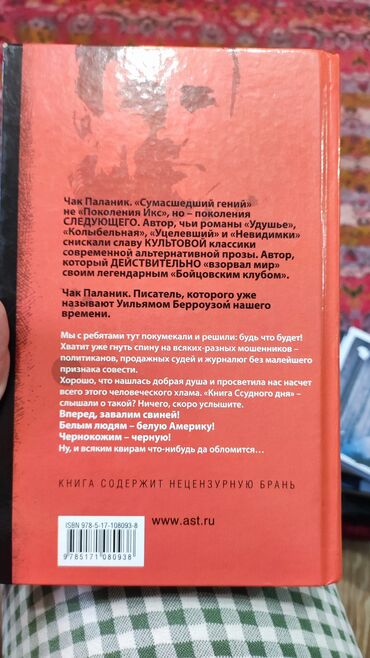 Чак Паланик. «Сумасшедший гений»
не «Поколения Икс», но – поколения
СЛЕДУЮЩЕГО. Автор, чьи романы «Удушье»,
«Колыбельная», «Уцелевший» и «Невидимки»
снискали славу КУЛЬТОВОЙ классики
современной альтернативной прозы. Автор,
который ДЕЙСТВИТЕЛЬНО «взорвал мир»
своим легендарным «Бойцовским клубом».
Чак Паланик. Писатель, которого уже
называют Уильямом Берроузом нашего
времени.
Мы с ребятами тут покумекали и решили: будь что будет!
Хватит уже гнуть спину на всяких-разных мошенников –
политиканов, продажных судей и журналюг без малейшего
признака совести.
Хорошо, что нашлась добрая душа и просветила нас насчет
всего этого человеческого хлама. «Книга Ссудного дня» –
слышали о такой? Ничего, скоро услышите.
Вперед, завалим свиней!
Белым людям – белую Америку!
Чернокожим – черную!
Ну, и всяким квирам что-нибудь да обломится...
КНИГА СОДЕРЖИТ НЕЦЕНЗУРНУЮ БРАНЬ
ISBN 978-5-17-108093-8
9 785171 080938
www.ast.ru